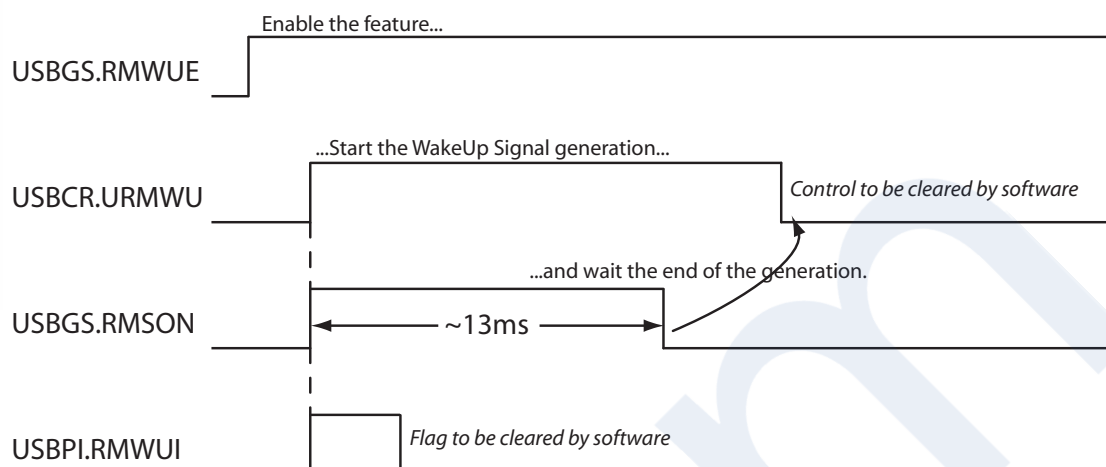 Enable the feature...
USBGS.RMWUE
...Start the WakeUp Signal generation...
USBCR.URMWU
Control to be cleared by software
...and wait the end of the generation.
USBGS.RMSON
~13ms
USBPI.RMWUI
Flag to be cleared by software